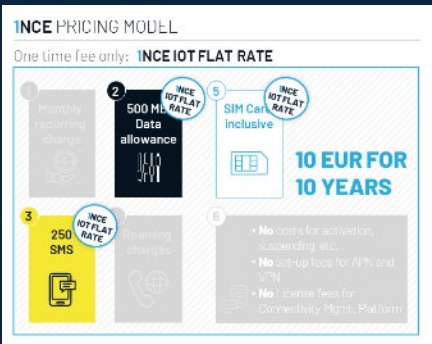 1NCE PRICING MODEL
One time fee only: 1NCE IOT FLAT RATE
1
Monthly
recurring
charge
2
500 MB
Data
allowance
1NCE
IOT FLAT
RATE
5
SIM Card
inclusive
1NCE
IOT FLAT
RATE
10 EUR FOR
10 YEARS
3
250
SMS
1NCE
IOT FLAT
RATE
Roaming
charges
6
• No costs for activation,
suspending etc.
• No set-up fees for APN and
VPN
• No License fees for
Connectivity Mgmt. Platform